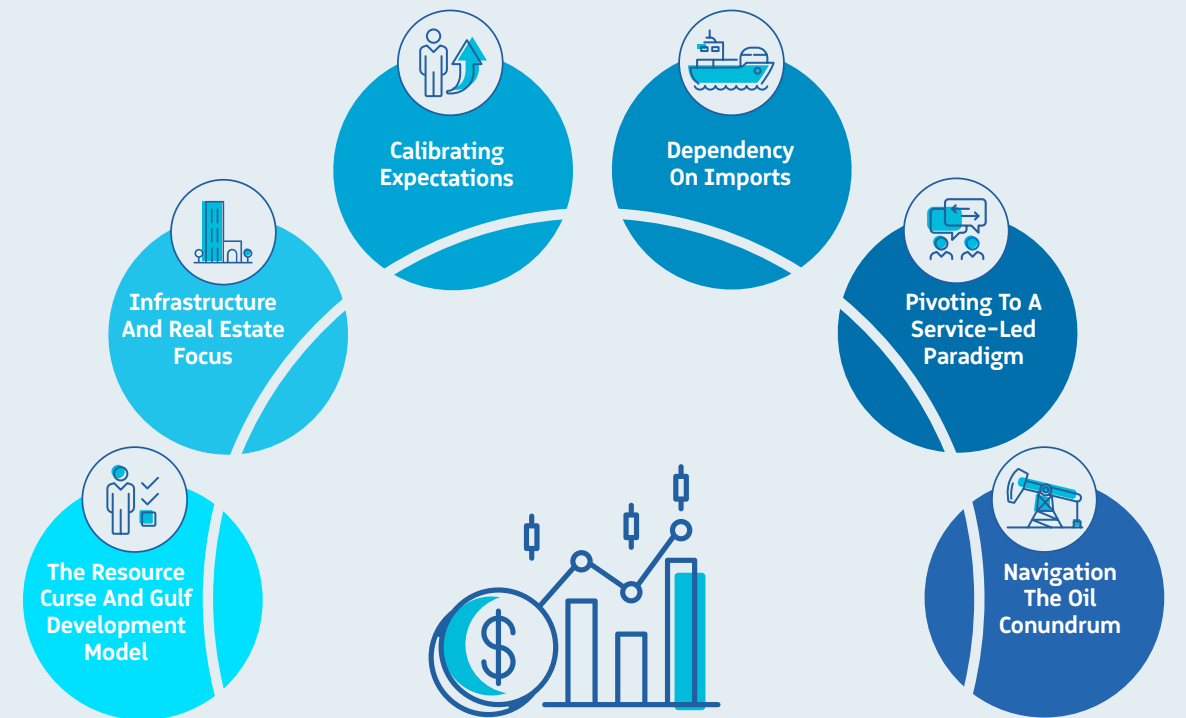 Calibrating
Expectations
Dependency
On Imports
Infrastructure
And Real Estate
Focus
Pivoting To A
Service-Led
Paradigm
The Resource
Curse And Gulf
Development
Model
Navigation
The Oil
Conundrum
$